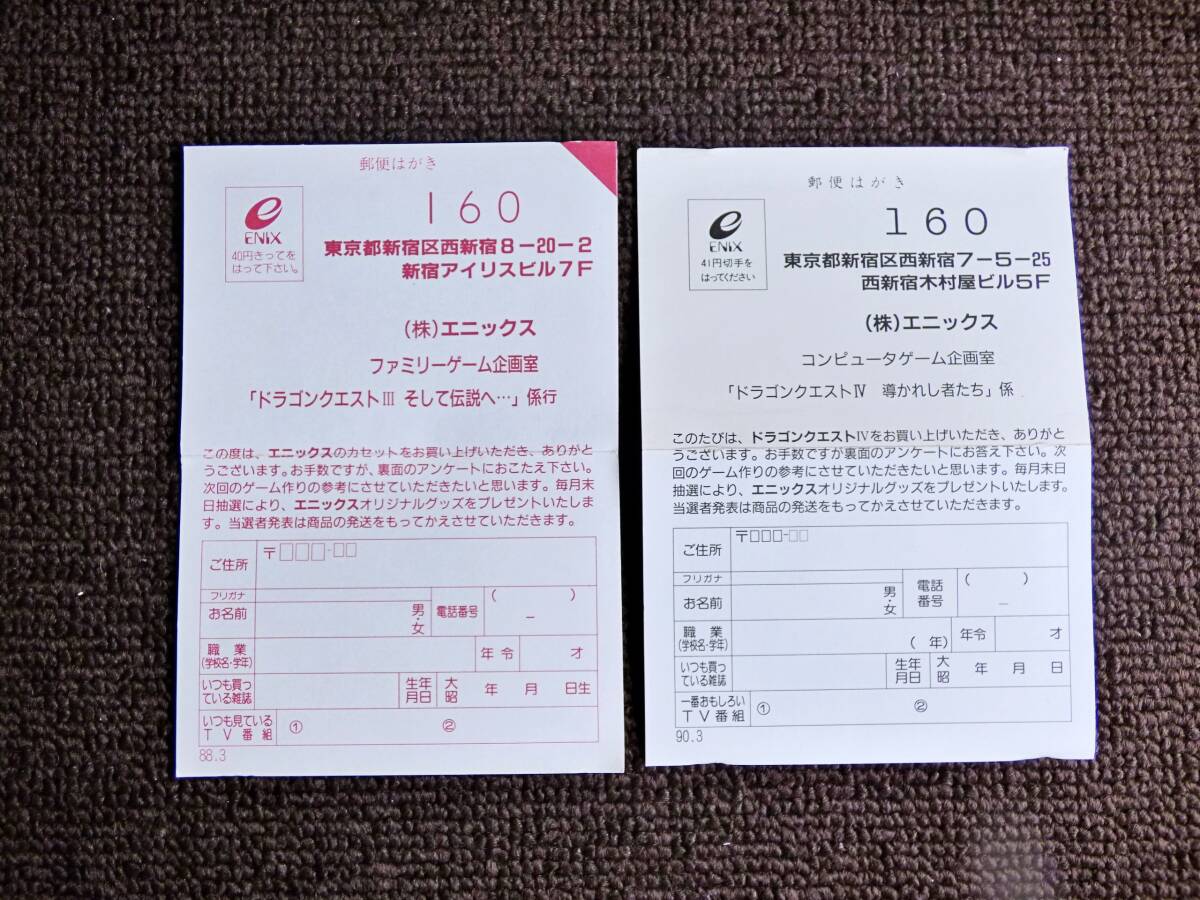 郵便はがき
160
ENIX
40円きってを
はって下さい。
東京都新宿区西新宿8-20-2
新宿アイリスビル7F
(株)エニックス
ファミリーゲーム企画室
「ドラゴンクエストⅢ そして伝説へ…」係行
この度は、エニックスのカセットをお買い上げいただき、ありがと
うございます。お手数ですが、裏面のアンケートにおこたえ下さい。
次回のゲーム作りの参考にさせていただきたいと思います。毎月末
日抽選により、エニックスオリジナルグッズをプレゼントいたしま
す。当選者発表は商品の発送をもってかえさせていただきます。
ご住所 〒□□□-□□
フリガナ
お名前 男・女 電話番号 ( ) －
職業 (学校名・学年) 年令 才
いつも買っ
ている雑誌 生年月日 大昭 年 月 日生
いつも見ている
TV番組 ① ②
88.3
郵便はがき
160
ENIX
41円切手を
はってください
東京都新宿区西新宿7-5-25
西新宿木村屋ビル5F
(株)エニックス
コンピュータゲーム企画室
「ドラゴンクエストⅣ 導かれし者たち」係
このたびは、ドラゴンクエストⅣをお買い上げいただき、ありがと
うございます。お手数ですが裏面のアンケートにお答え下さい。次
回のゲーム作りの参考にさせていただきたいと思います。毎月末日
抽選により、エニックスオリジナルグッズをプレゼントいたします。
当選者発表は商品の発送をもってかえさせていただきます。
ご住所 〒□□□-□□
フリガナ
お名前 男・女 電話番号 ( ) －
職業 (学校名・学年) (年) 年令 才
いつも買っ
ている雑誌 生年月日 大昭 年 月 日
一番おもしろい
TV番組 ① ②
90.3